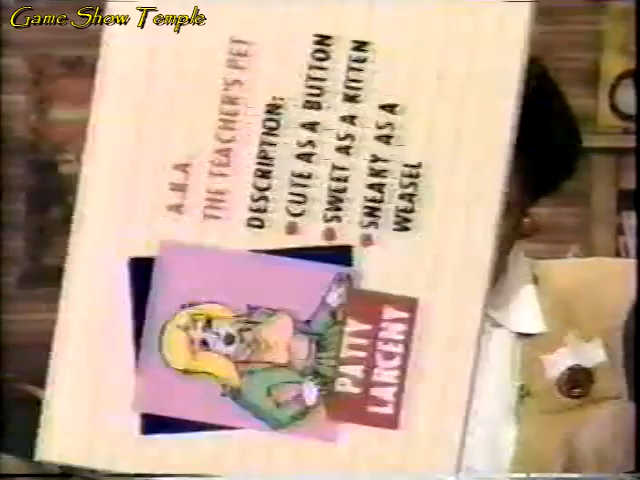 Game Show Temple
A.K.A.
THE TEACHER'S PET
DESCRIPTION:
• CUTE AS A BUTTON
• SWEET AS A KITTEN
• SNEAKY AS A
WEASEL
PATTY
LARCENY